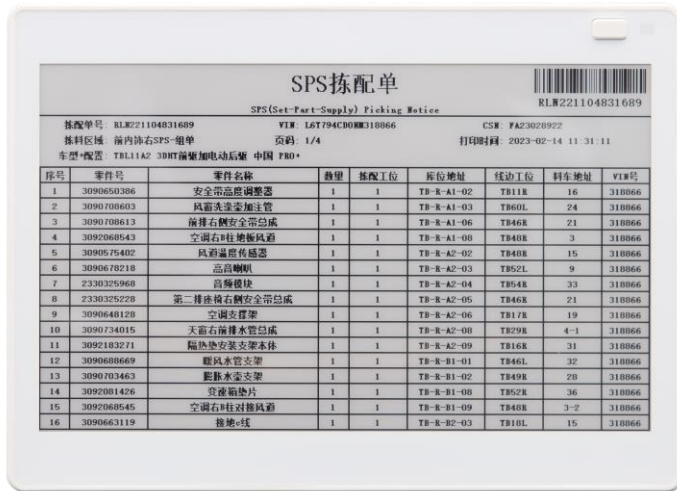 SPS拣配单
SPS(Set-Part-Supply) Picking Notice
RLW221104831689
拣配单号: RLW221104831689 VIN: L6T794CD0NM318866 CSN: FA23028922
拣料区域: 前内饰右SPS-组单 页码: 1/4 打印时间: 2023-02-14 11:31:11
车型+配置: TBL11A2 3DHT前驱加电动后驱 中国 PRO+
序号 零件号 零件名称 数量 拣配工位 库位地址 线边工位 料车地址 VIN号
1 3090650386 安全带高度调整器 1 1 TB-R-A1-02 TB11R 16 318866
2 3090708603 风窗洗涤壶加注管 1 1 TB-R-A1-03 TB60L 24 318866
3 3090708613 前排右侧安全带总成 1 1 TB-R-A1-06 TB46R 21 318866
4 3092068543 空调右B柱地板风道 1 1 TB-R-A1-08 TB48R 3 318866
5 3090575402 风道温度传感器 1 1 TB-R-A2-02 TB48R 15 318866
6 3090678218 高音喇叭 1 1 TB-R-A2-03 TB52L 9 318866
7 2330325968 音频模块 1 1 TB-R-A2-04 TB54R 33 318866
8 2330325228 第二排座椅右侧安全带总成 1 1 TB-R-A2-05 TB46R 21 318866
9 3090648128 空调支撑架 1 1 TB-R-A2-06 TB17R 19 318866
10 3090734015 天窗右前排水管总成 1 1 TB-R-A2-08 TB29R 4-1 318866
11 3092183271 隔热垫安装支架本体 1 1 TB-R-A2-09 TB16R 31 318866
12 3090688669 暖风水管支架 1 1 TB-R-B1-01 TB46L 32 318866
13 3090703463 膨胀水壶支架 1 1 TB-R-B1-02 TB49R 28 318866
14 3092081426 变速箱垫片 1 1 TB-R-B1-08 TB52R 36 318866
15 3092068545 空调右B柱对接风道 1 1 TB-R-B1-09 TB48R 3-2 318866
16 3090663119 接地c线 1 1 TB-R-B2-03 TB18L 15 318866